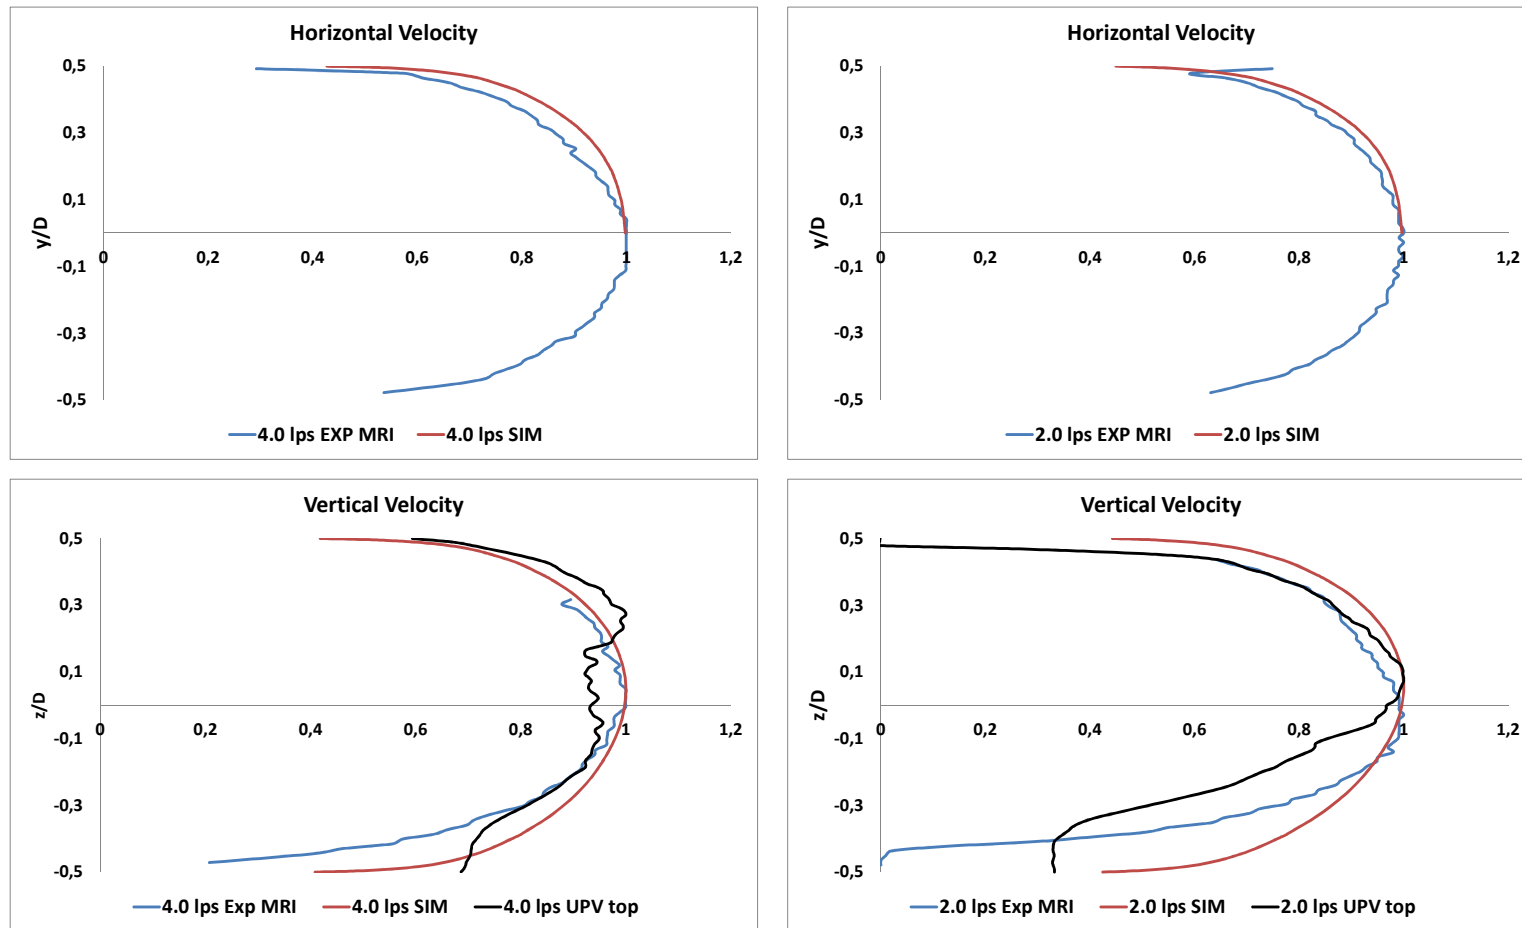 Horizontal Velocity
0,5
0,3
0,1
-0,1
-0,3
-0,5
y/D
0 0,2 0,4 0,6 0,8 1 1,2
4.0 lps EXP MRI 4.0 lps SIM
Horizontal Velocity
0,5
0,3
0,1
-0,1
-0,3
-0,5
y/D
0 0,2 0,4 0,6 0,8 1 1,2
2.0 lps EXP MRI 2.0 lps SIM
Vertical Velocity
0,5
0,3
0,1
-0,1
-0,3
-0,5
z/D
0 0,2 0,4 0,6 0,8 1 1,2
4.0 lps Exp MRI 4.0 lps SIM 4.0 lps UPV top
Vertical Velocity
0,5
0,3
0,1
-0,1
-0,3
-0,5
z/D
0 0,2 0,4 0,6 0,8 1 1,2
2.0 lps Exp MRI 2.0 lps SIM 2.0 lps UPV top